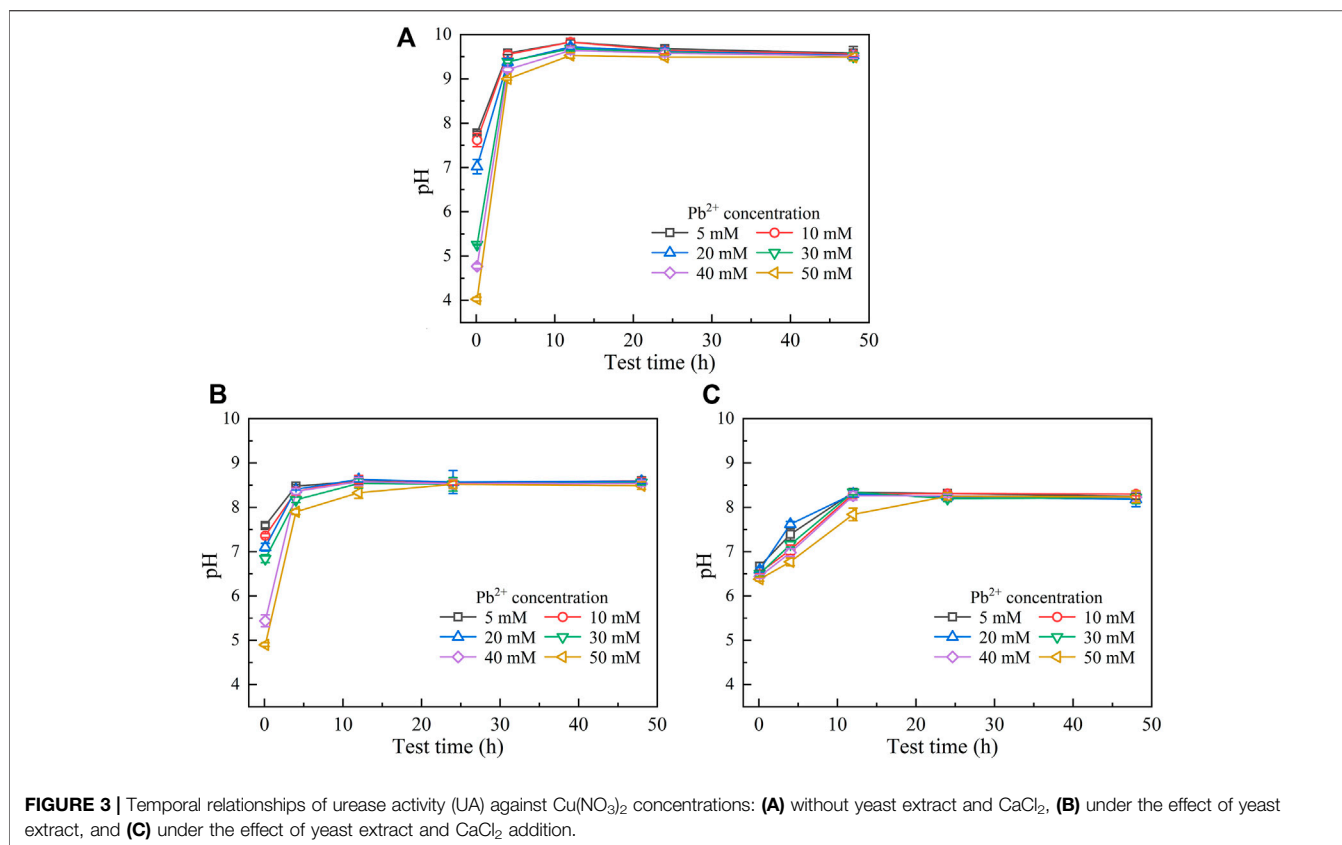 A
10
9
8
7
6
5
4
pH
Pb²⁺ concentration
5 mM 10 mM
20 mM 30 mM
40 mM 50 mM
0 10 20 30 40 50
Test time (h)
B
10
9
8
7
6
5
4
pH
Pb²⁺ concentration
5 mM 10 mM
20 mM 30 mM
40 mM 50 mM
0 10 20 30 40 50
Test time (h)
C
10
9
8
7
6
5
4
pH
Pb²⁺ concentration
5 mM 10 mM
20 mM 30 mM
40 mM 50 mM
0 10 20 30 40 50
Test time (h)
FIGURE 3 | Temporal relationships of urease activity (UA) against Cu(NO₃)₂ concentrations: (A) without yeast extract and CaCl₂, (B) under the effect of yeast
extract, and (C) under the effect of yeast extract and CaCl₂ addition.